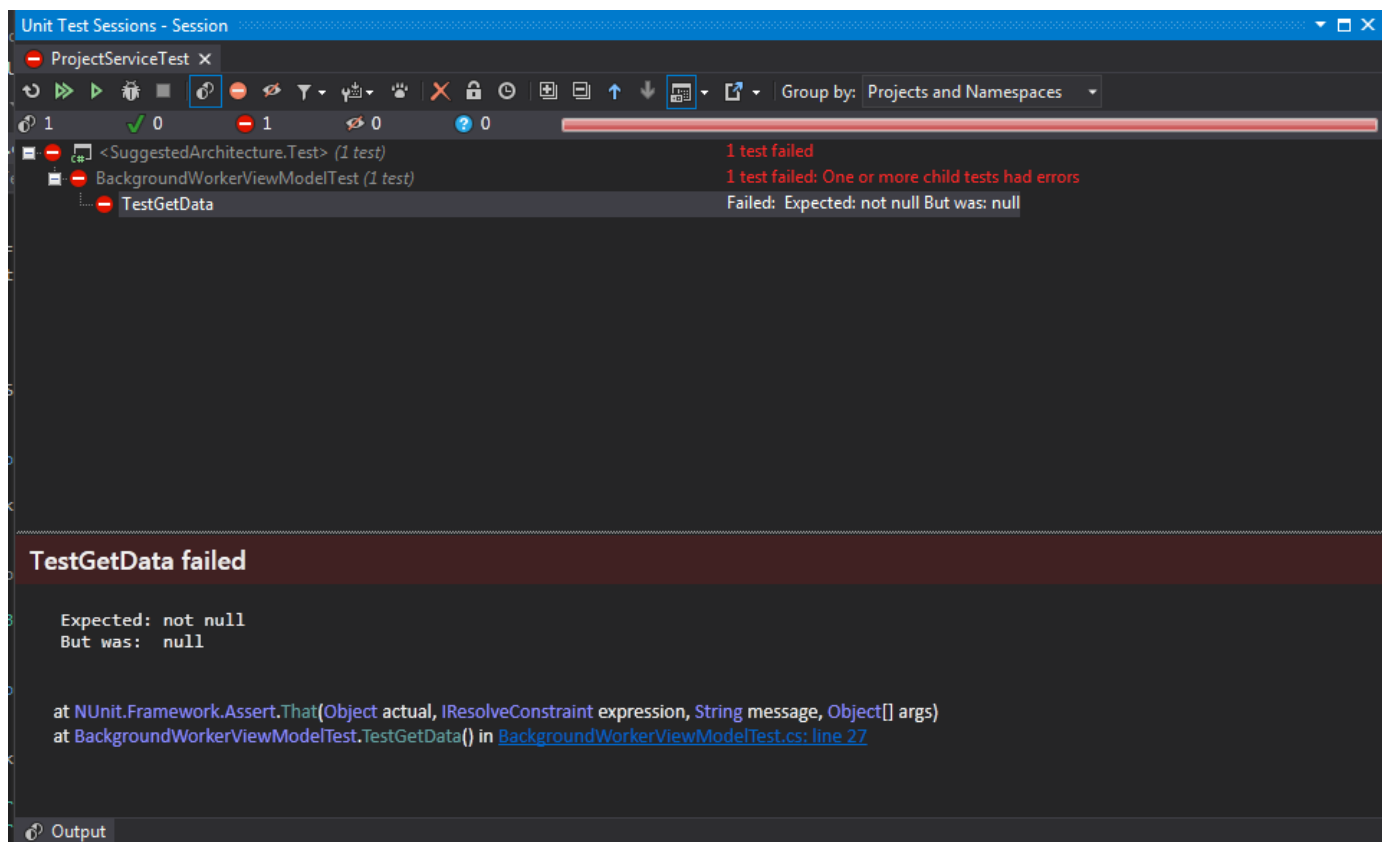 Unit Test Sessions - Session
ProjectServiceTest
Group by: Projects and Namespaces
1 0 1 0 0
<SuggestedArchitecture.Test> (1 test) 1 test failed
BackgroundWorkerViewModelTest (1 test) 1 test failed: One or more child tests had errors
TestGetData Failed: Expected: not null But was: null
TestGetData failed
Expected: not null
But was: null
at NUnit.Framework.Assert.That(Object actual, IResolveConstraint expression, String message, Object[] args)
at BackgroundWorkerViewModelTest.TestGetData() in BackgroundWorkerViewModelTest.cs: line 27
Output